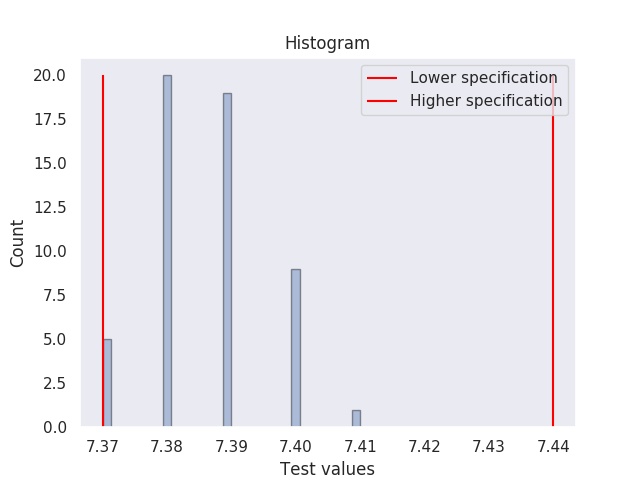 Histogram
Lower specification
Higher specification
20.0
17.5
15.0
12.5
10.0
7.5
5.0
2.5
0.0
Count
7.37 7.38 7.39 7.40 7.41 7.42 7.43 7.44
Test values